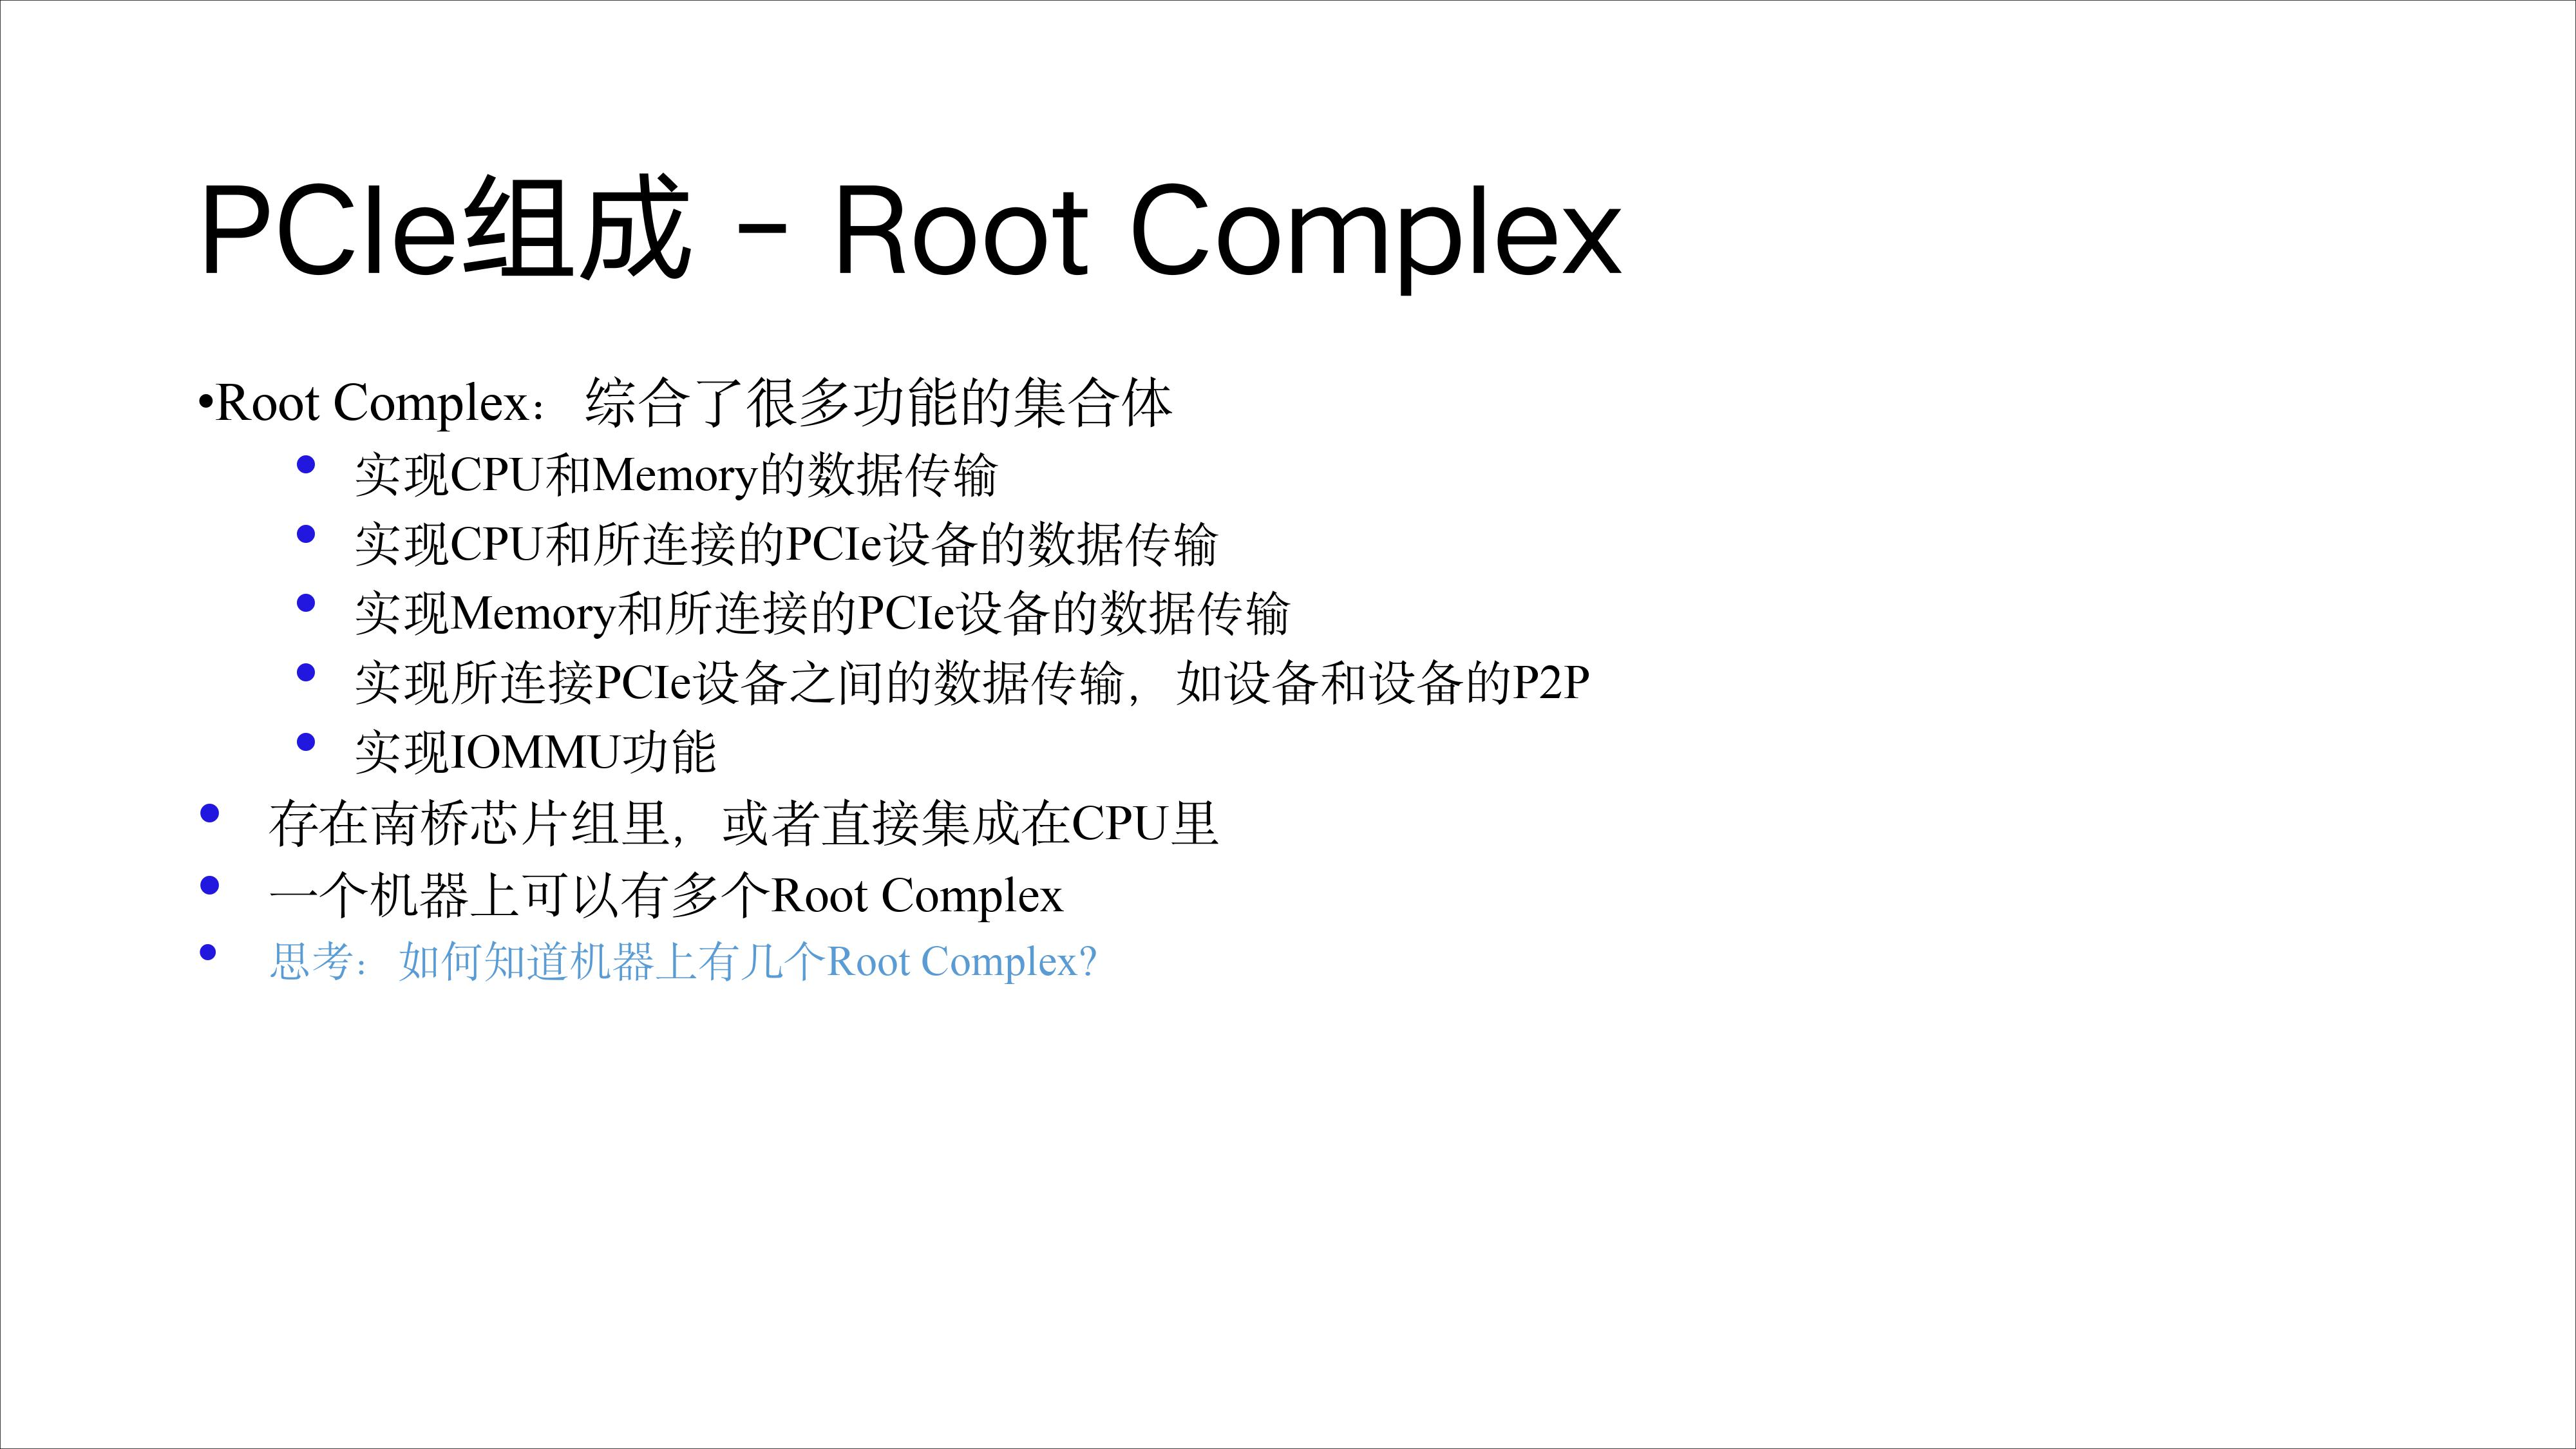 PCIe组成 - Root Complex
•Root Complex：综合了很多功能的集合体
• 实现CPU和Memory的数据传输
• 实现CPU和所连接的PCIe设备的数据传输
• 实现Memory和所连接的PCIe设备的数据传输
• 实现所连接PCIe设备之间的数据传输，如设备和设备的P2P
• 实现IOMMU功能
• 存在南桥芯片组里，或者直接集成在CPU里
• 一个机器上可以有多个Root Complex
• 思考：如何知道机器上有几个Root Complex?